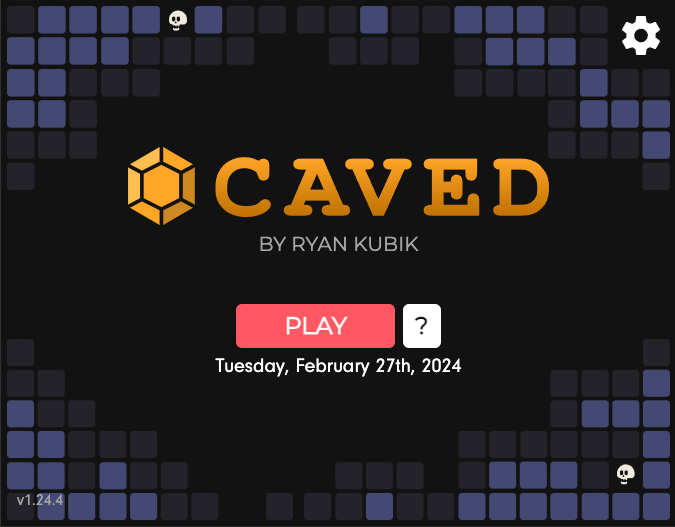 CAVED
BY RYAN KUBIK
PLAY ?
Tuesday, February 27th, 2024
v1.24.4